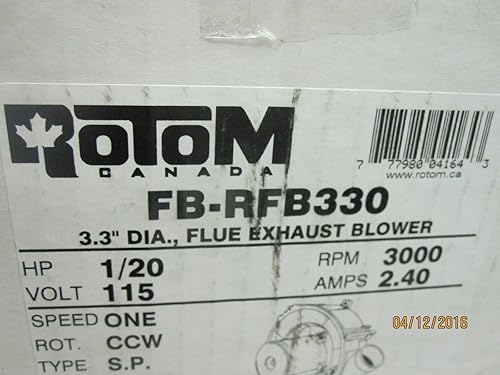 RoToM
CANADA
7 77980 04164 3
www.rotom.ca
FB-RFB330
3.3" DIA., FLUE EXHAUST BLOWER
HP 1/20 RPM 3000
VOLT 115 AMPS 2.40
SPEED ONE
ROT. CCW
TYPE S.P.
04/12/2016